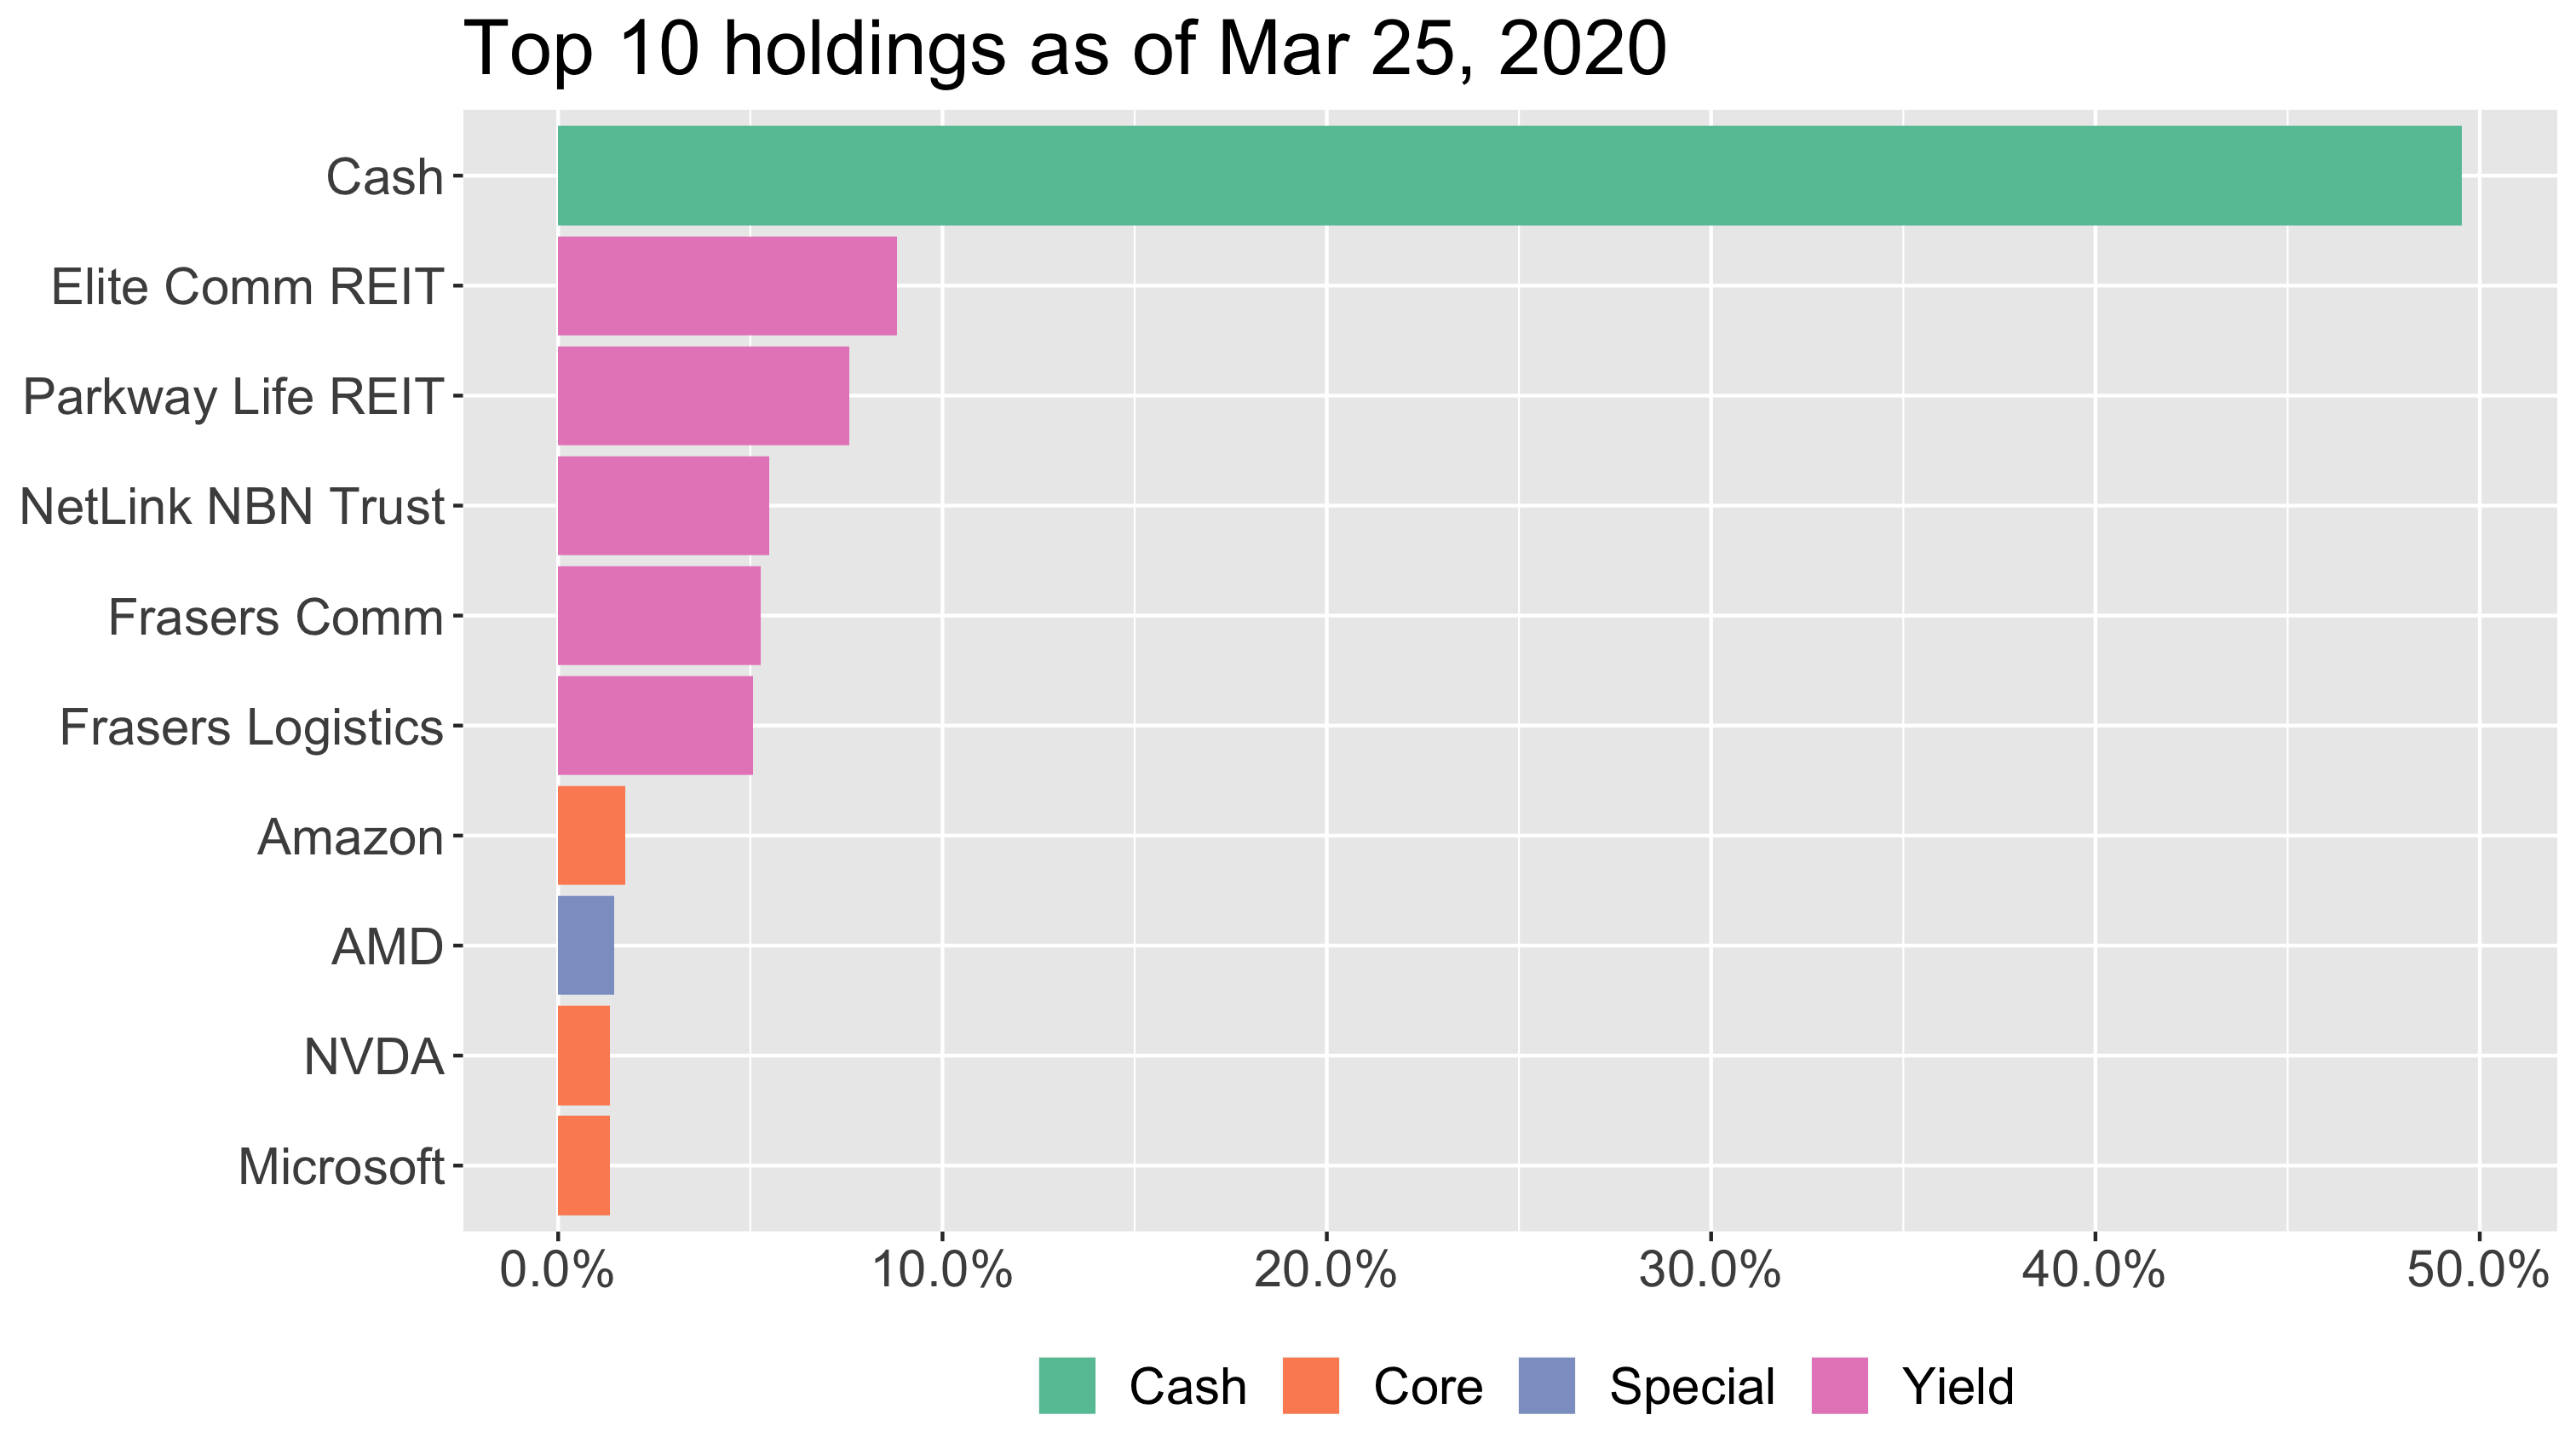 Top 10 holdings as of Mar 25, 2020
Cash
Elite Comm REIT
Parkway Life REIT
NetLink NBN Trust
Frasers Comm
Frasers Logistics
Amazon
AMD
NVDA
Microsoft
0.0% 10.0% 20.0% 30.0% 40.0% 50.0%
Cash Core Special Yield